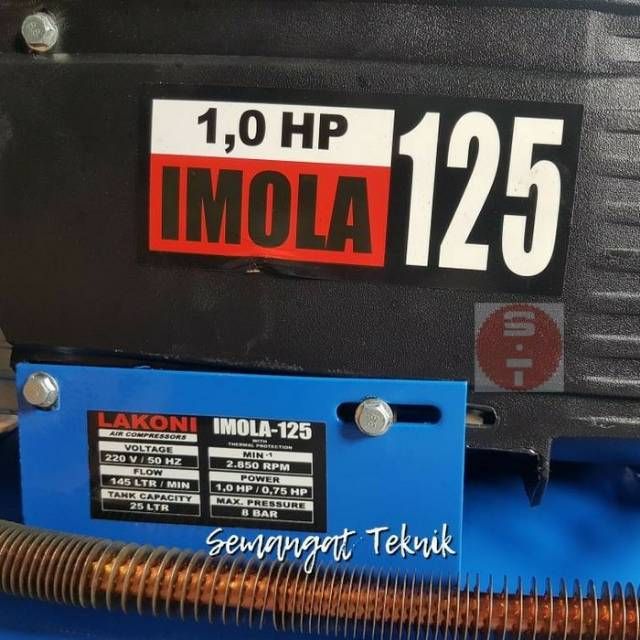 1,0 HP
IMOLA
125
S.T
LAKONI
AIR COMPRESSORS
VOLTAGE
220 V / 50 HZ
FLOW
145 LTR / MIN
TANK CAPACITY
25 LTR
IMOLA-125
WITH
THERMAL PROTECTION
MIN -1
2.850 RPM
POWER
1,0 HP / 0,75 HP
MAX. PRESSURE
8 BAR
Semangat Teknik